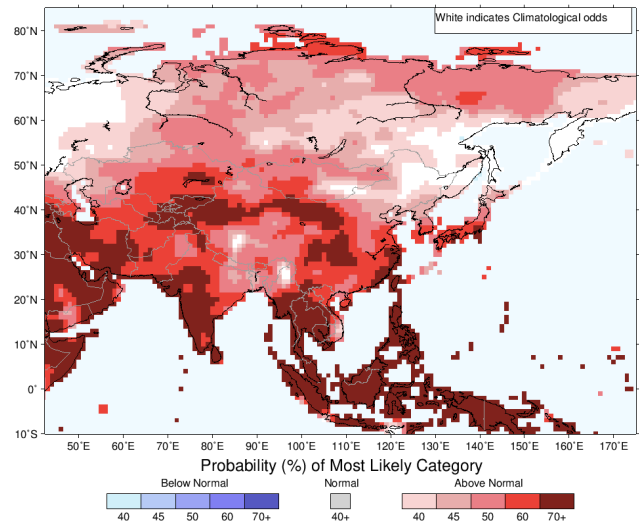 White indicates Climatological odds
80˚N
70˚N
60˚N
50˚N
40˚N
30˚N
20˚N
10˚N
0˚
10˚S
50˚E 60˚E 70˚E 80˚E 90˚E 100˚E 110˚E 120˚E 130˚E 140˚E 150˚E 160˚E 170˚E
Probability (%) of Most Likely Category
Below Normal Normal Above Normal
40 45 50 60 70+ 40+ 40 45 50 60 70+